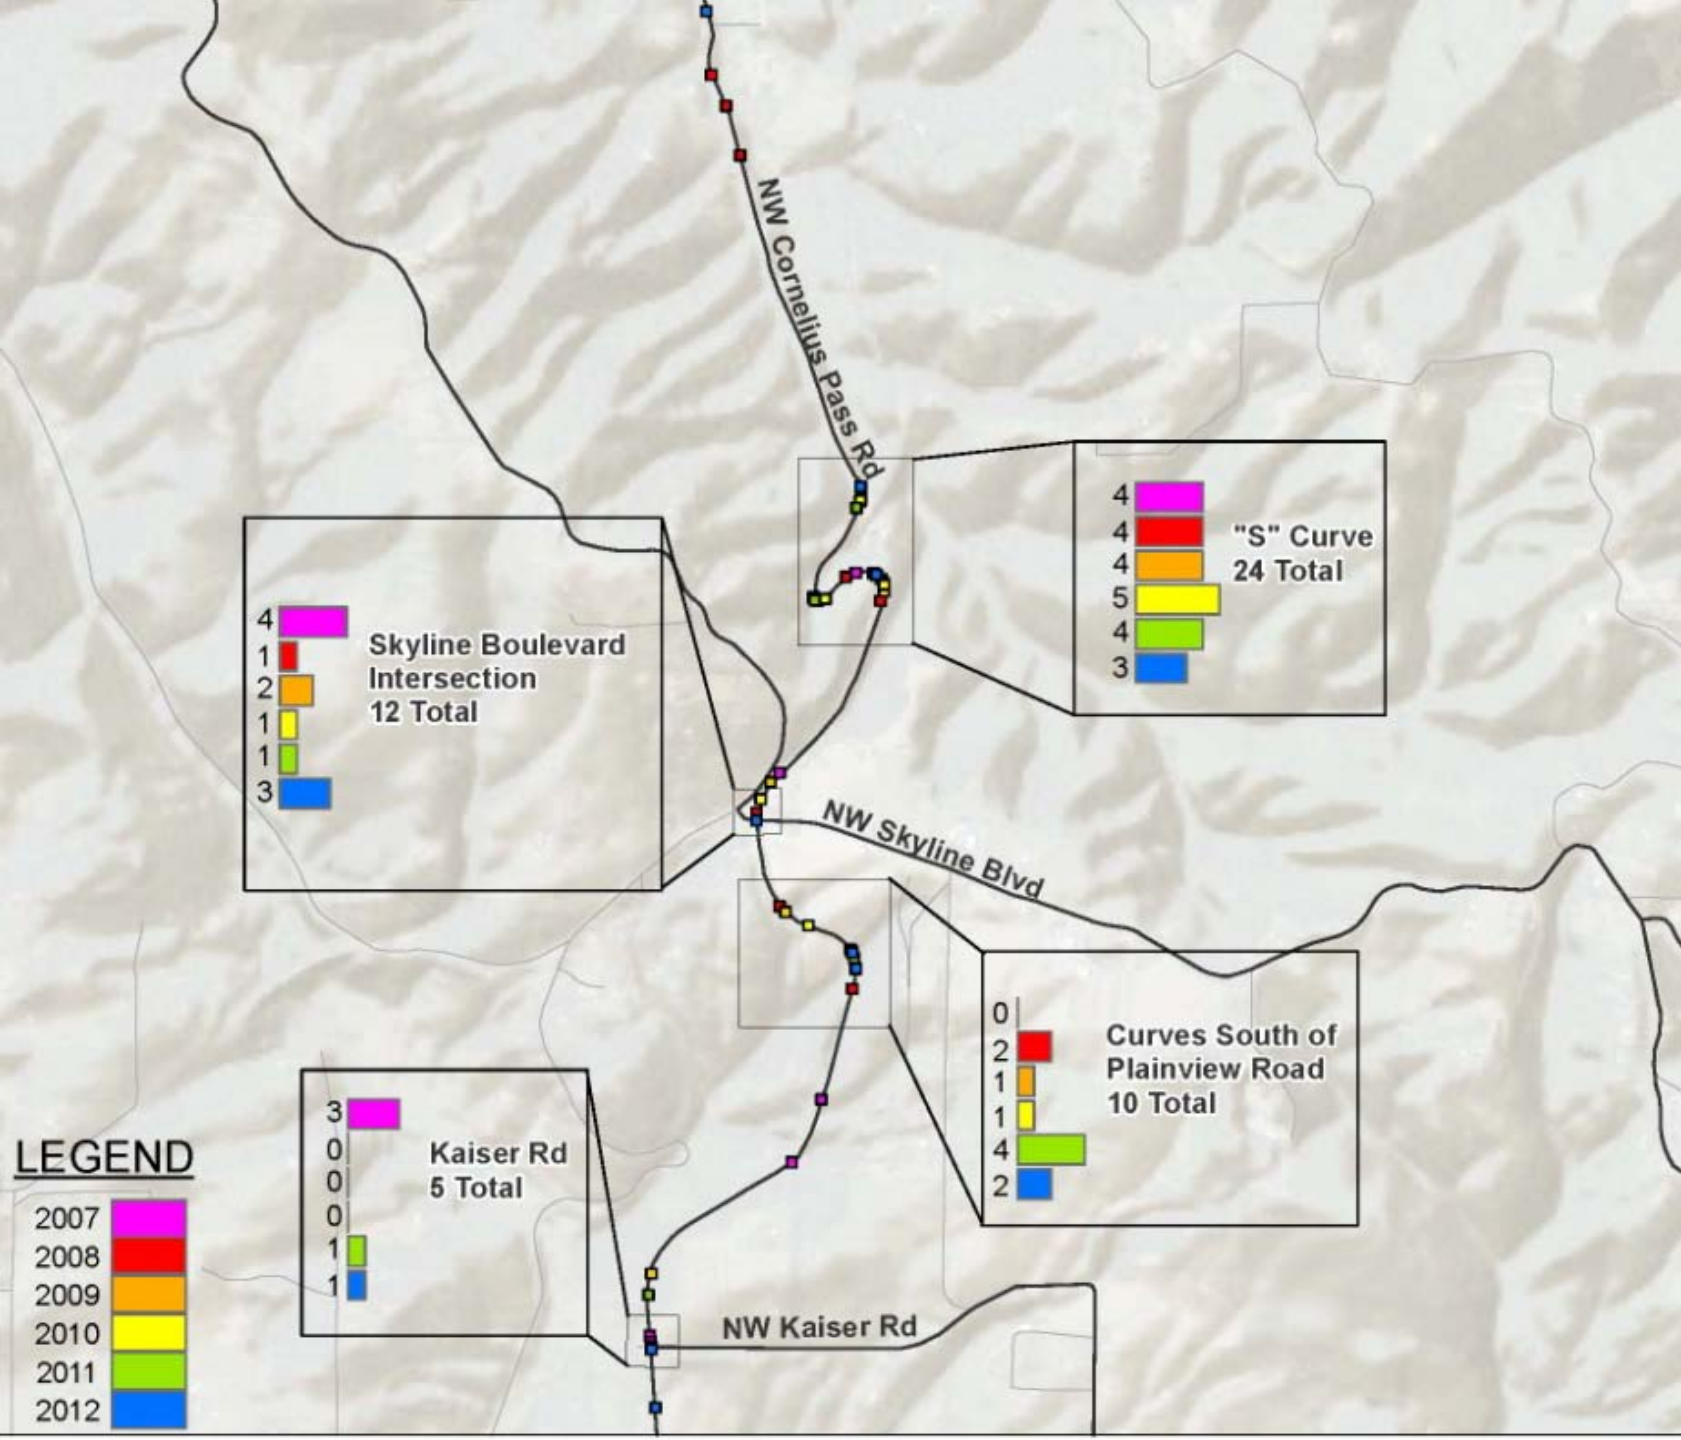 NW Cornelius Pass Rd
4
4
4
5
4
3
"S" Curve
24 Total
4
1
2
1
1
3
Skyline Boulevard
Intersection
12 Total
NW Skyline Blvd
0
2
1
1
4
2
Curves South of
Plainview Road
10 Total
3
0
0
0
1
1
Kaiser Rd
5 Total
NW Kaiser Rd
LEGEND
2007
2008
2009
2010
2011
2012